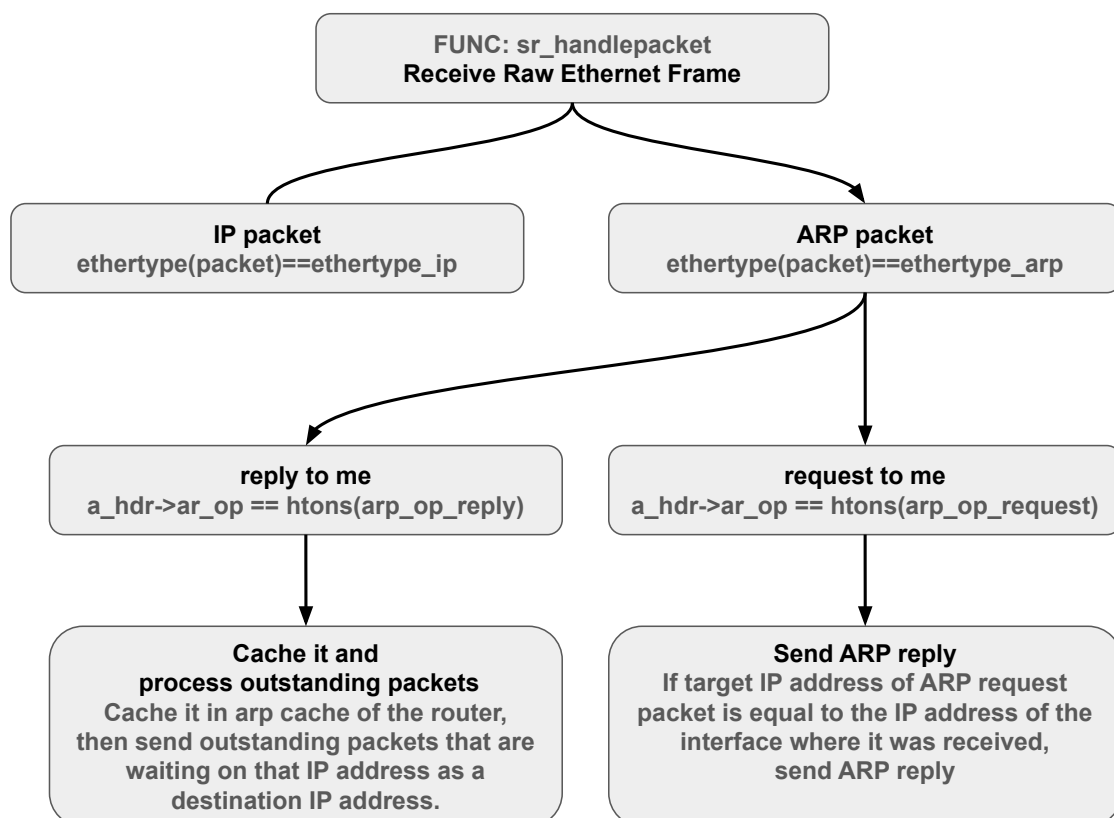 FUNC: sr_handlepacket
Receive Raw Ethernet Frame
IP packet
ethertype(packet)==ethertype_ip
ARP packet
ethertype(packet)==ethertype_arp
reply to me
a_hdr->ar_op == htons(arp_op_reply)
request to me
a_hdr->ar_op == htons(arp_op_request)
Cache it and
process outstanding packets
Cache it in arp cache of the router,
then send outstanding packets that are
waiting on that IP address as a
destination IP address.
Send ARP reply
If target IP address of ARP request
packet is equal to the IP address of the
interface where it was received,
send ARP reply